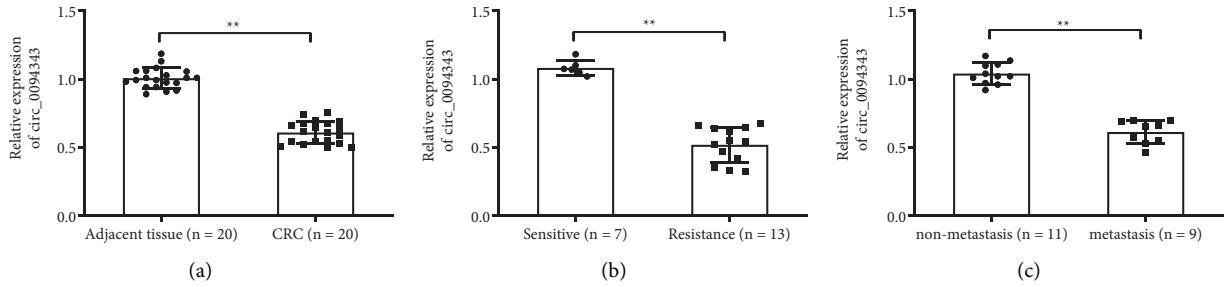 Relative expression
of circ_0094343
1.5
1.0
0.5
0.0
**
Adjacent tissue (n = 20)
CRC (n = 20)
(a)
Relative expression
of circ_0094343
1.5
1.0
0.5
0.0
**
Sensitive (n = 7)
Resistance (n = 13)
(b)
Relative expression
of circ_0094343
1.5
1.0
0.5
0.0
**
non-metastasis (n = 11)
metastasis (n = 9)
(c)